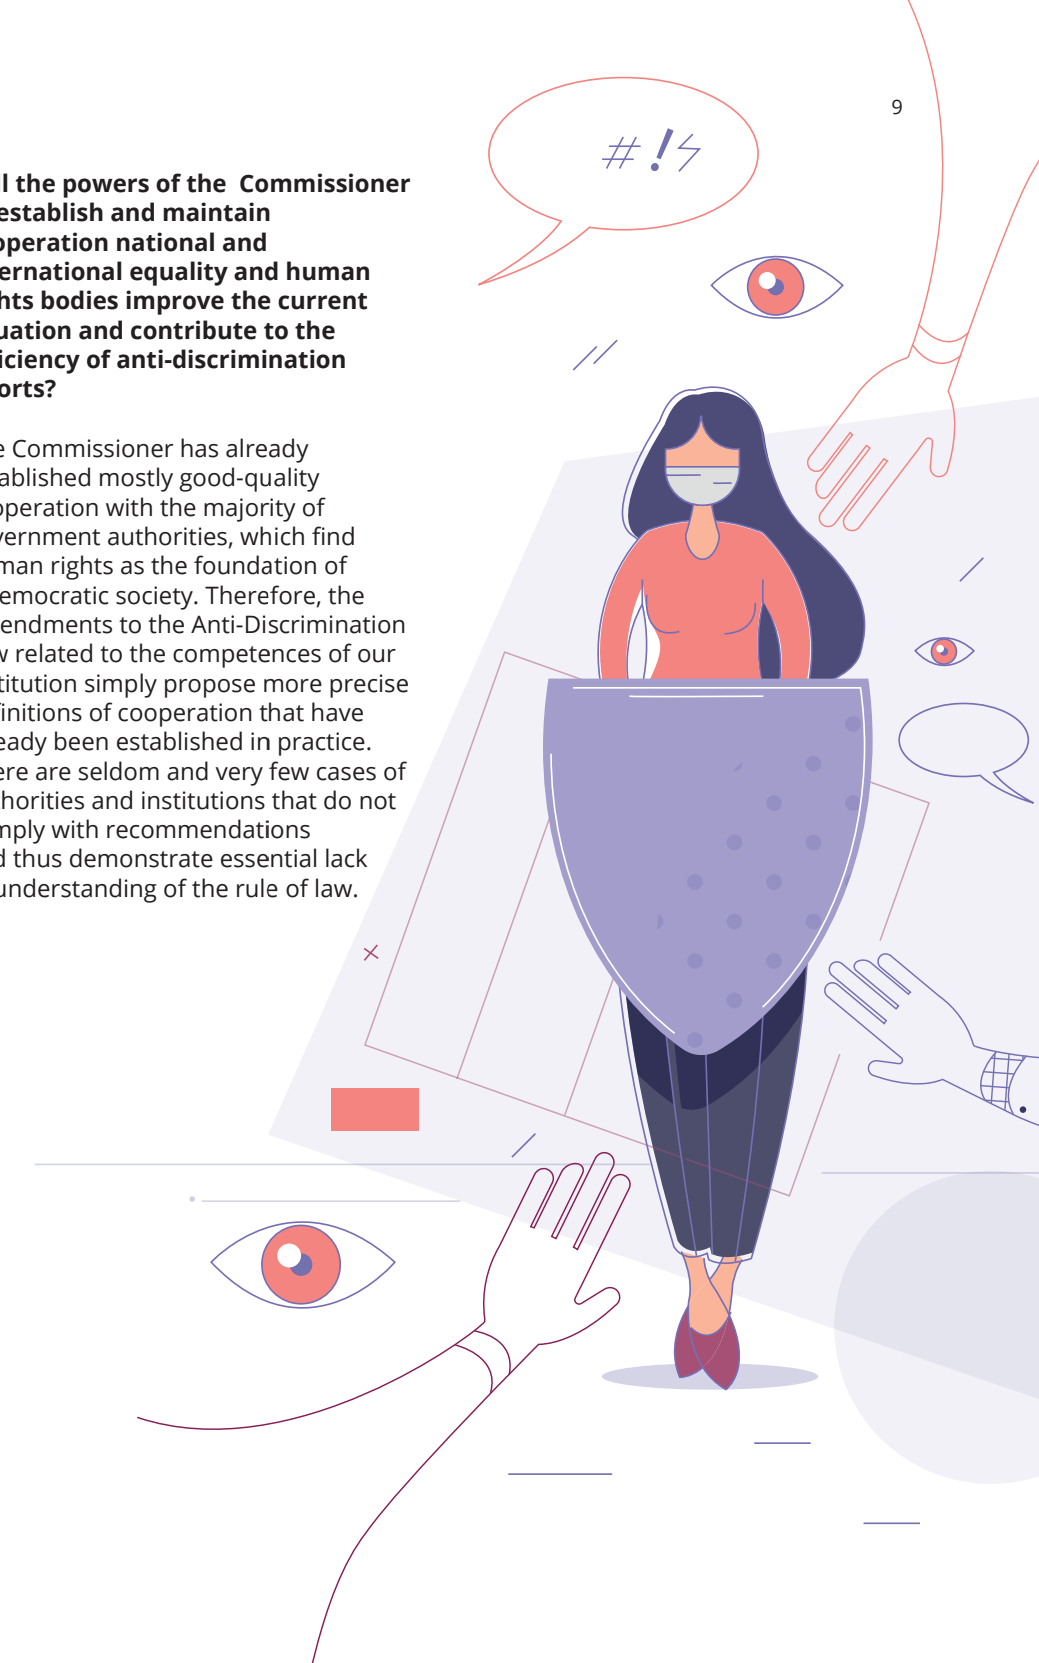 9
ll the powers of the Commissioner
establish and maintain
operation national and
ernational equality and human
hts bodies improve the current
uation and contribute to the
iciency of anti-discrimination
orts?
e Commissioner has already
ablished mostly good-quality
operation with the majority of
vernment authorities, which find
man rights as the foundation of
emocratic society. Therefore, the
endments to the Anti-Discrimination
w related to the competences of our
titution simply propose more precise
finitions of cooperation that have
eady been established in practice.
ere are seldom and very few cases of
thorities and institutions that do not
mply with recommendations
d thus demonstrate essential lack
understanding of the rule of law.
#!